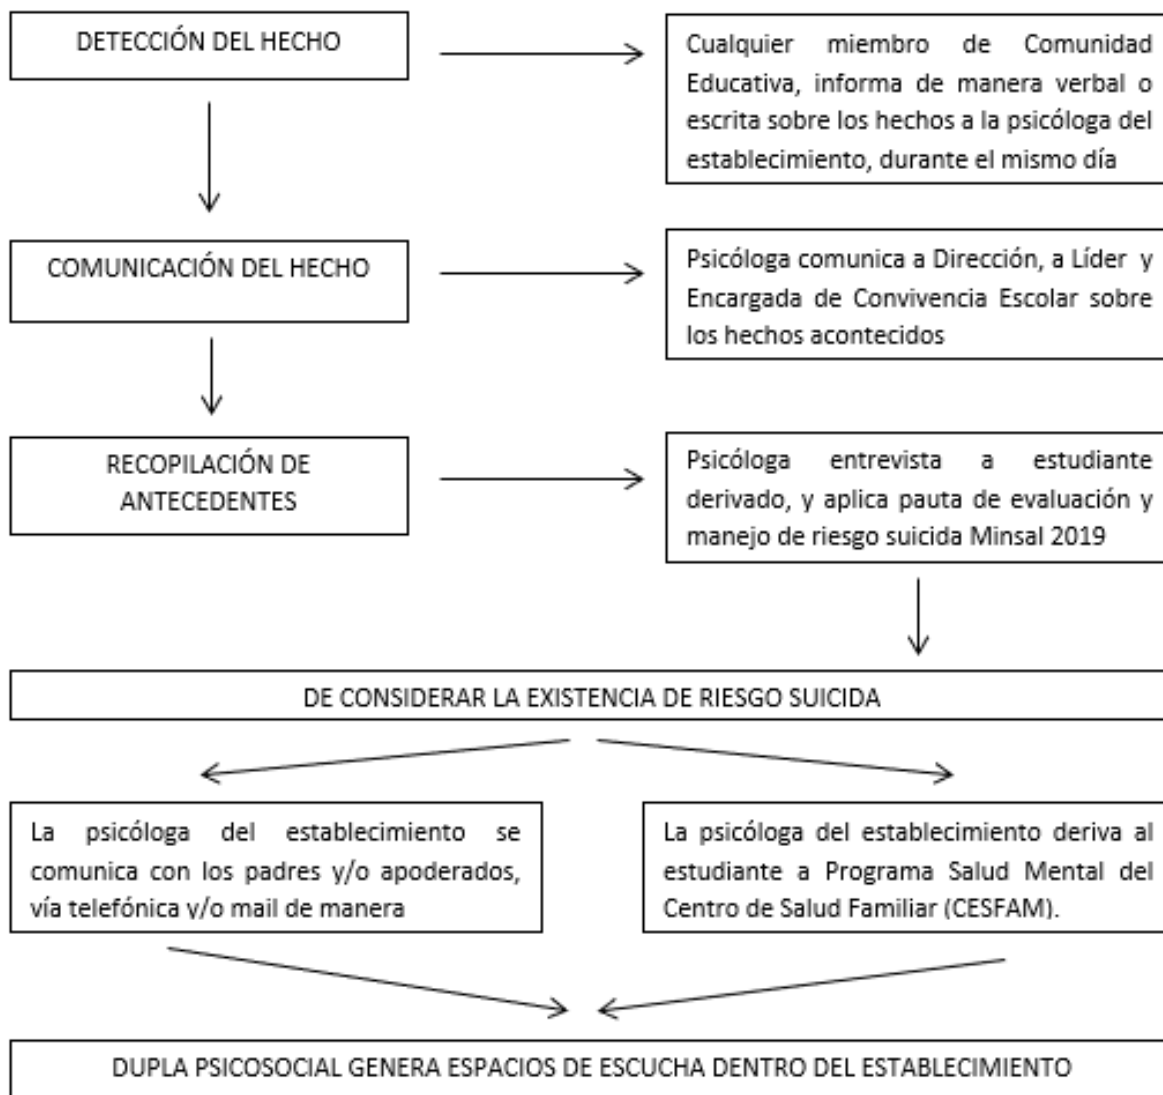 DETECCIÓN DEL HECHO
Cualquier miembro de Comunidad
Educativa, informa de manera verbal o
escrita sobre los hechos a la psicóloga del
establecimiento, durante el mismo día
COMUNICACIÓN DEL HECHO
Psicóloga comunica a Dirección, a Líder y
Encargada de Convivencia Escolar sobre
los hechos acontecidos
RECOPILACIÓN DE
ANTECEDENTES
Psicóloga entrevista a estudiante
derivado, y aplica pauta de evaluación y
manejo de riesgo suicida Minsal 2019
DE CONSIDERAR LA EXISTENCIA DE RIESGO SUICIDA
La psicóloga del establecimiento se
comunica con los padres y/o apoderados,
vía telefónica y/o mail de manera
La psicóloga del establecimiento deriva al
estudiante a Programa Salud Mental del
Centro de Salud Familiar (CESFAM).
DUPLA PSICOSOCIAL GENERA ESPACIOS DE ESCUCHA DENTRO DEL ESTABLECIMIENTO